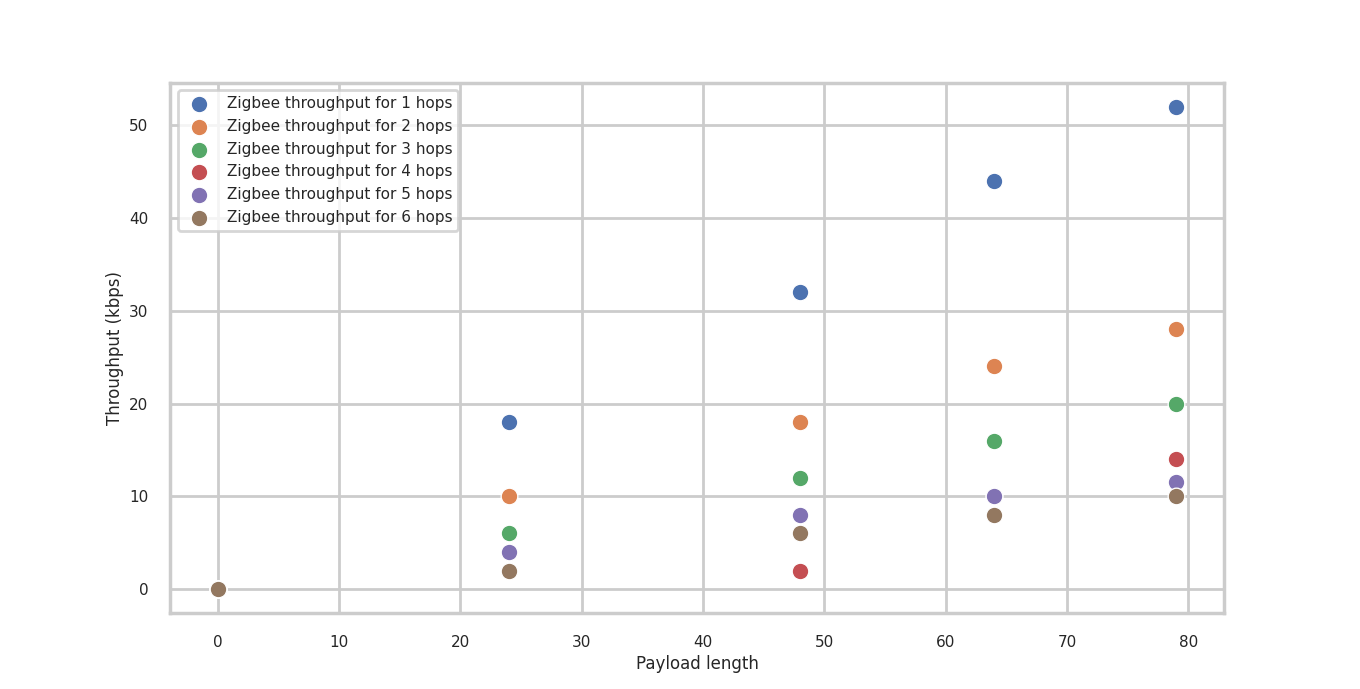 Zigbee throughput for 1 hops
Zigbee throughput for 2 hops
Zigbee throughput for 3 hops
Zigbee throughput for 4 hops
Zigbee throughput for 5 hops
Zigbee throughput for 6 hops
Throughput (kbps)
50
40
30
20
10
0
0 10 20 30 40 50 60 70 80
Payload length